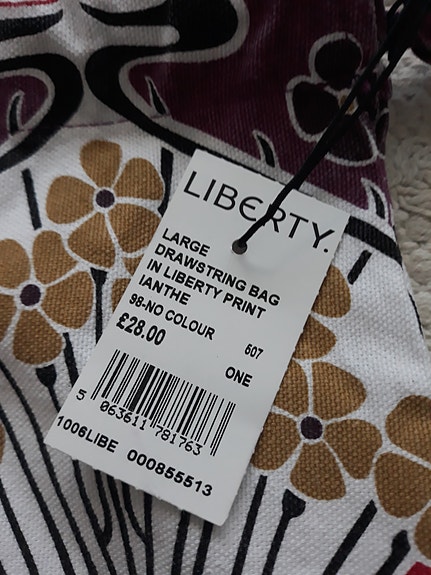 LIBERTY.
LARGE
DRAWSTRING BAG
IN LIBERTY PRINT
IANTHE
98-NO COLOUR 607
£28.00 ONE
5 063611 781763
1006LIBE 000855513